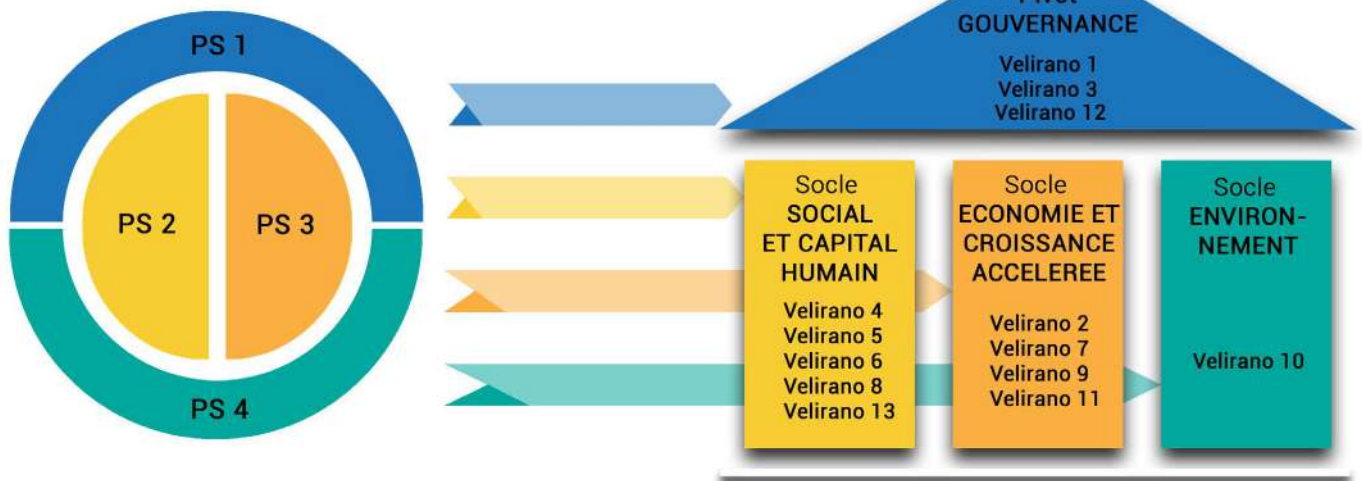 PS 1
PS 2
PS 3
PS 4
GOUVERNANCE
Velirano 1
Velirano 3
Velirano 12
Socle
SOCIAL
ET CAPITAL
HUMAIN
Velirano 4
Velirano 5
Velirano 6
Velirano 8
Velirano 13
Socle
ECONOMIE ET
CROISSANCE
ACCELEREE
Velirano 2
Velirano 7
Velirano 9
Velirano 11
Socle
ENVIRON-
NEMENT
Velirano 10